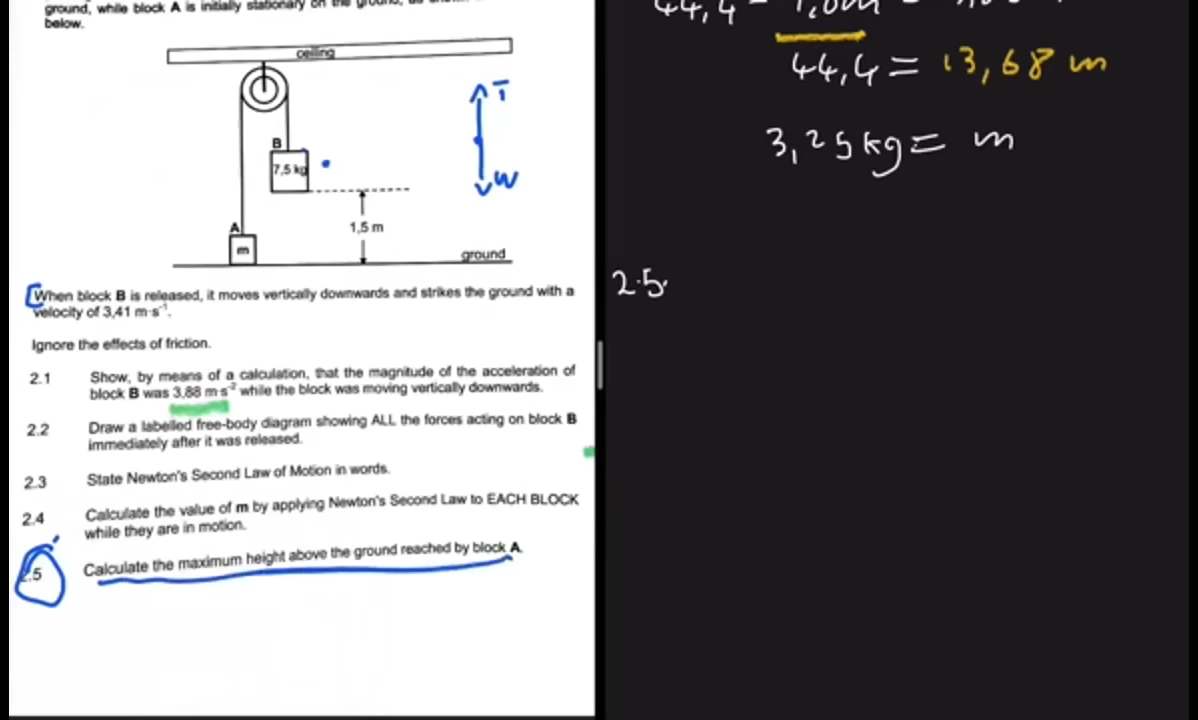 ground, while block A is initially stationary on the ground, as shown
below.
ceiling
T
B
7,5 kg
W
A
1,5 m
m
ground
When block B is released, it moves vertically downwards and strikes the ground with a
velocity of 3,41 m·s⁻¹.
Ignore the effects of friction.
2.1 Show, by means of a calculation, that the magnitude of the acceleration of
block B was 3,88 m·s⁻² while the block was moving vertically downwards.
2.2 Draw a labelled free-body diagram showing ALL the forces acting on block B
immediately after it was released.
2.3 State Newton's Second Law of Motion in words.
2.4 Calculate the value of m by applying Newton's Second Law to EACH BLOCK
while they are in motion.
2.5 Calculate the maximum height above the ground reached by block A.
44,4
44,4 = 13,68 m
3,25kg = m
2.5.